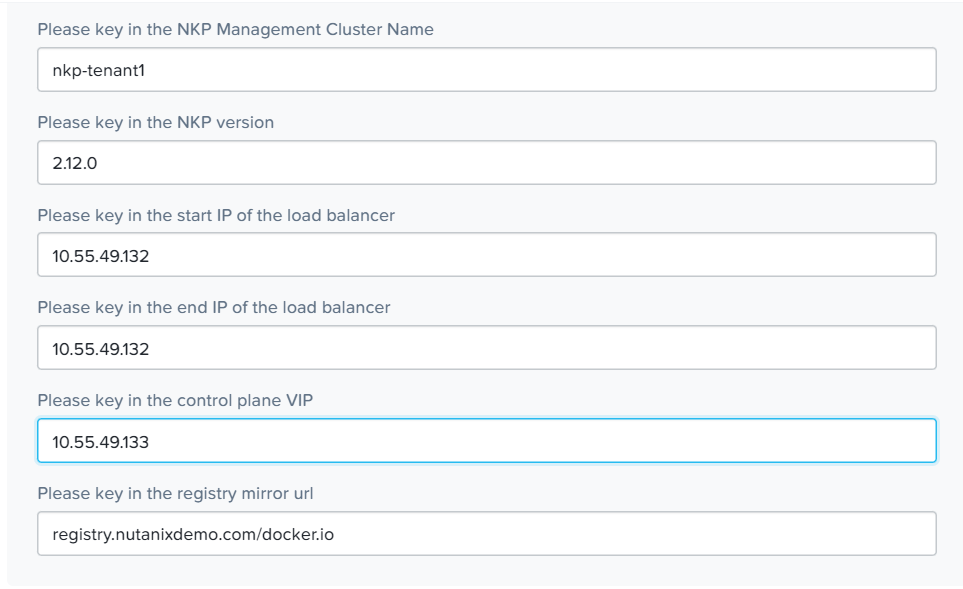 Please key in the NKP Management Cluster Name
nkp-tenant1
Please key in the NKP version
2.12.0
Please key in the start IP of the load balancer
10.55.49.132
Please key in the end IP of the load balancer
10.55.49.132
Please key in the control plane VIP
10.55.49.133
Please key in the registry mirror url
registry.nutanixdemo.com/docker.io